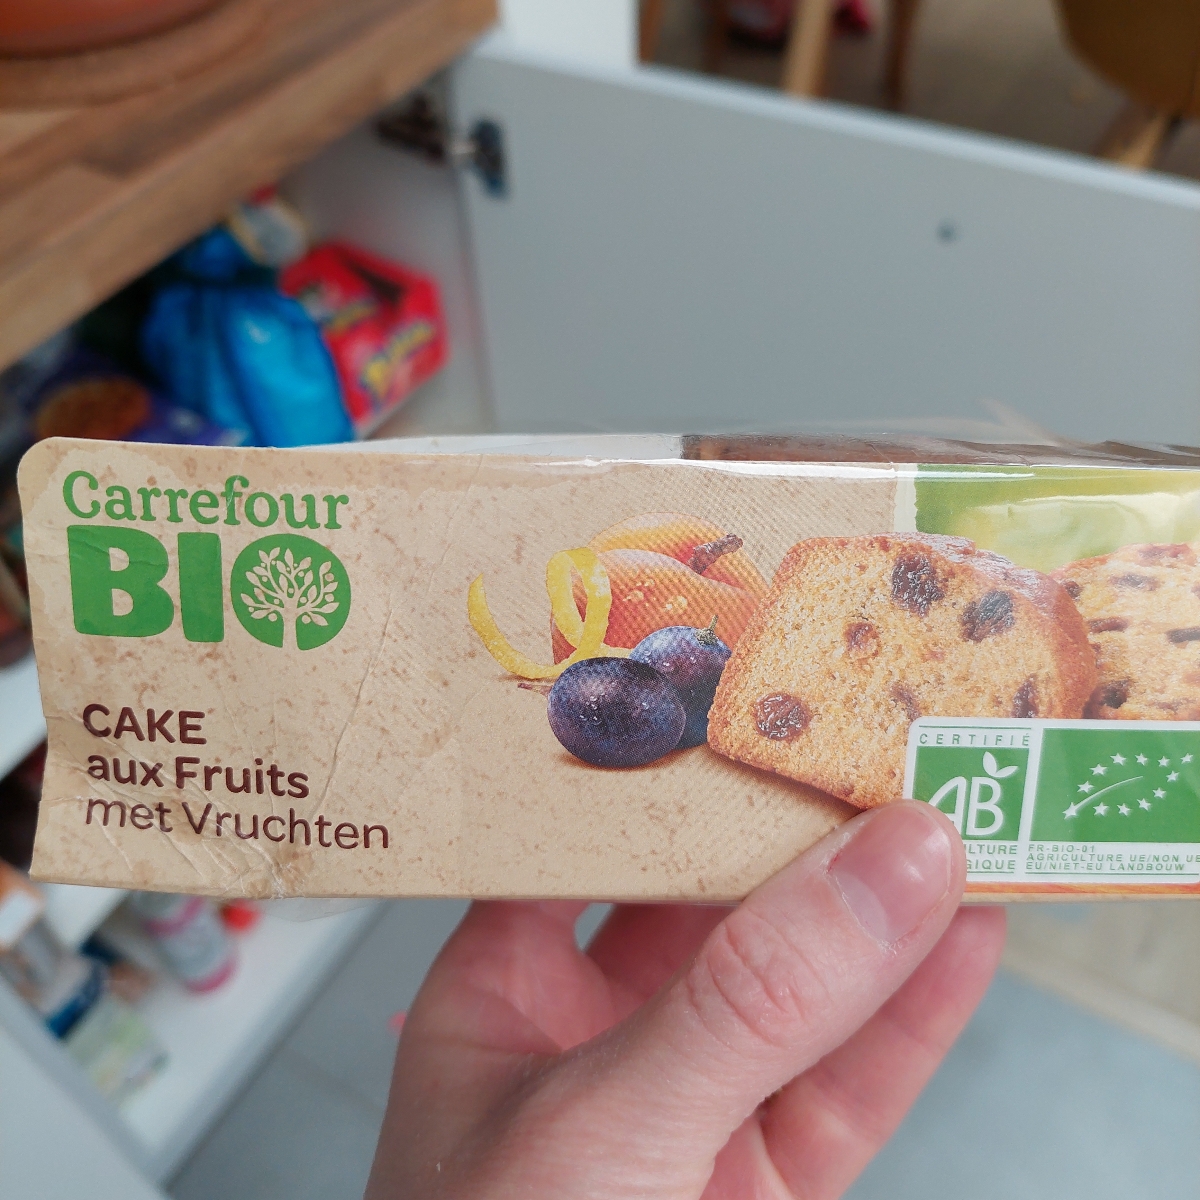 Carrefour
BIO
CAKE
aux Fruits
met Vruchten
CERTIFIÉ
AB
FR-BIO-01
AGRICULTURE UE/NON UE
EU/NIET-EU LANDBOUW